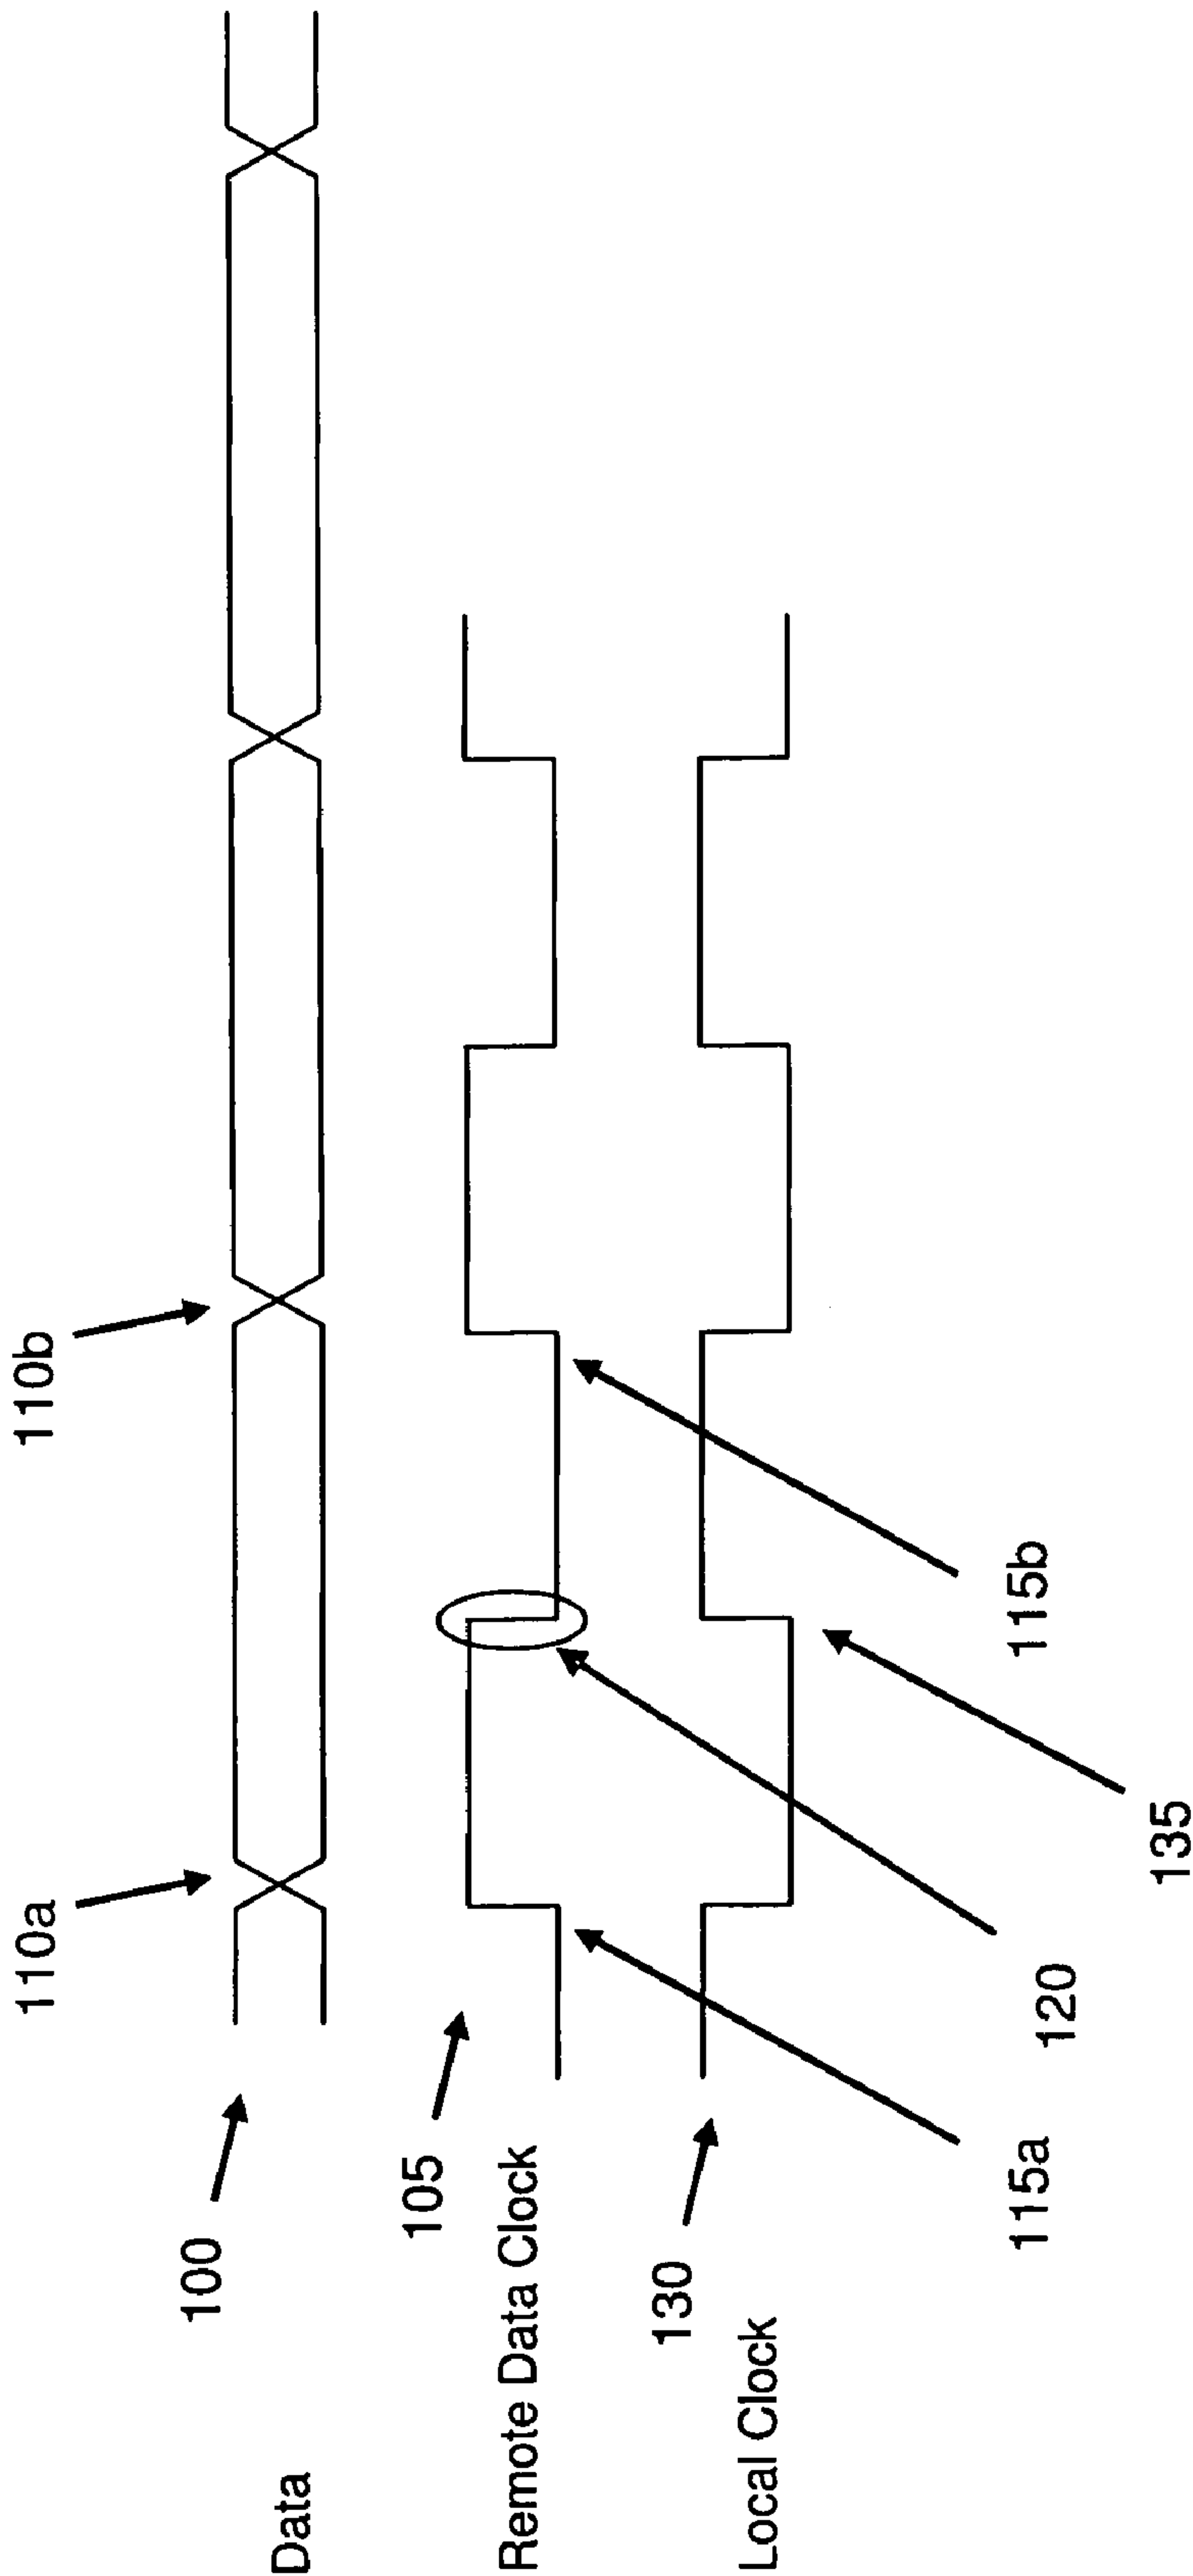 110a
110b
100
Data
105
Remote Data Clock
130
Local Clock
115a
120
115b
135